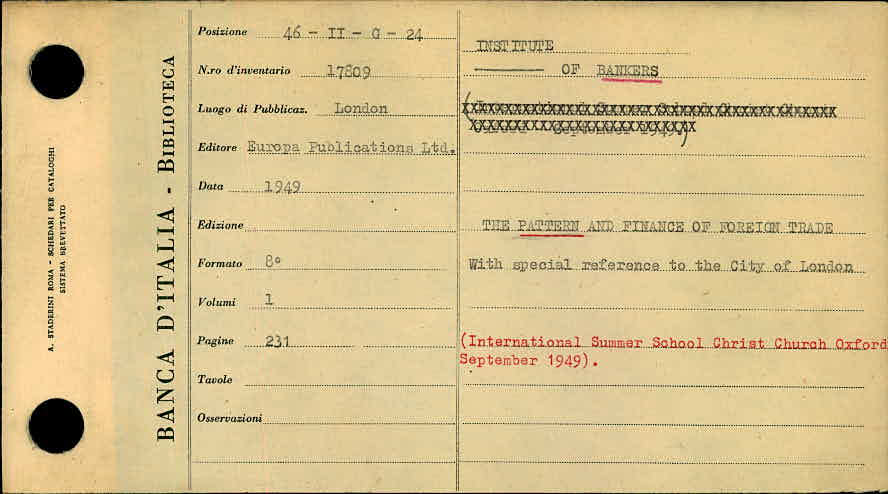 A. STADERINI ROMA - SCHEDARI PER CATALOGHI
SISTEMA BREVETTATO
BANCA D'ITALIA - BIBLIOTECA
Posizione 46 - II - G - 24
N.ro d'inventario 17809
Luogo di Pubblicaz. London
Editore Europa Publications Ltd.
Data 1949
Edizione
Formato 8°
Volumi 1
Pagine 231
Tavole
Osservazioni
INSTITUTE
OF BANKERS
THE PATTERN AND FINANCE OF FOREIGN TRADE
With special reference to the City of London
(International Summer School Christ Church Oxford
September 1949).